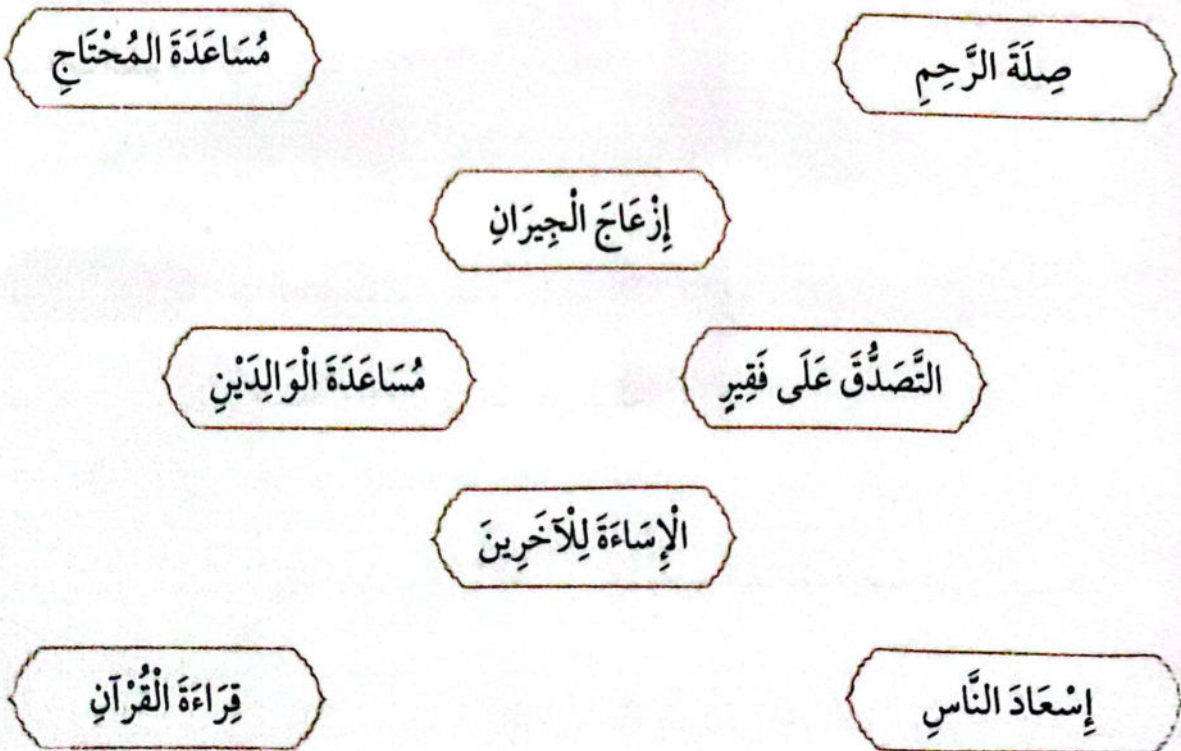 صِلَةَ الرَّحِمِ
مُسَاعَدَةَ المُحْتَاجِ
إِزْعَاجَ الْجِيرَانِ
التَّصَدُّقَ عَلَى فَقِيرٍ
مُسَاعَدَةَ الْوَالِدَيْنِ
الْإِسَاءَةَ لِلْآخَرِينَ
إِسْعَادَ النَّاسِ
قِرَاءَةَ الْقُرْآنِ